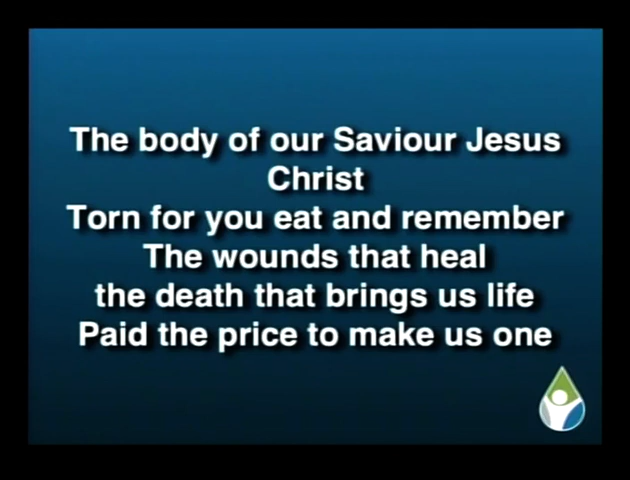 The body of our Saviour Jesus
Christ
Torn for you eat and remember
The wounds that heal
the death that brings us life
Paid the price to make us one